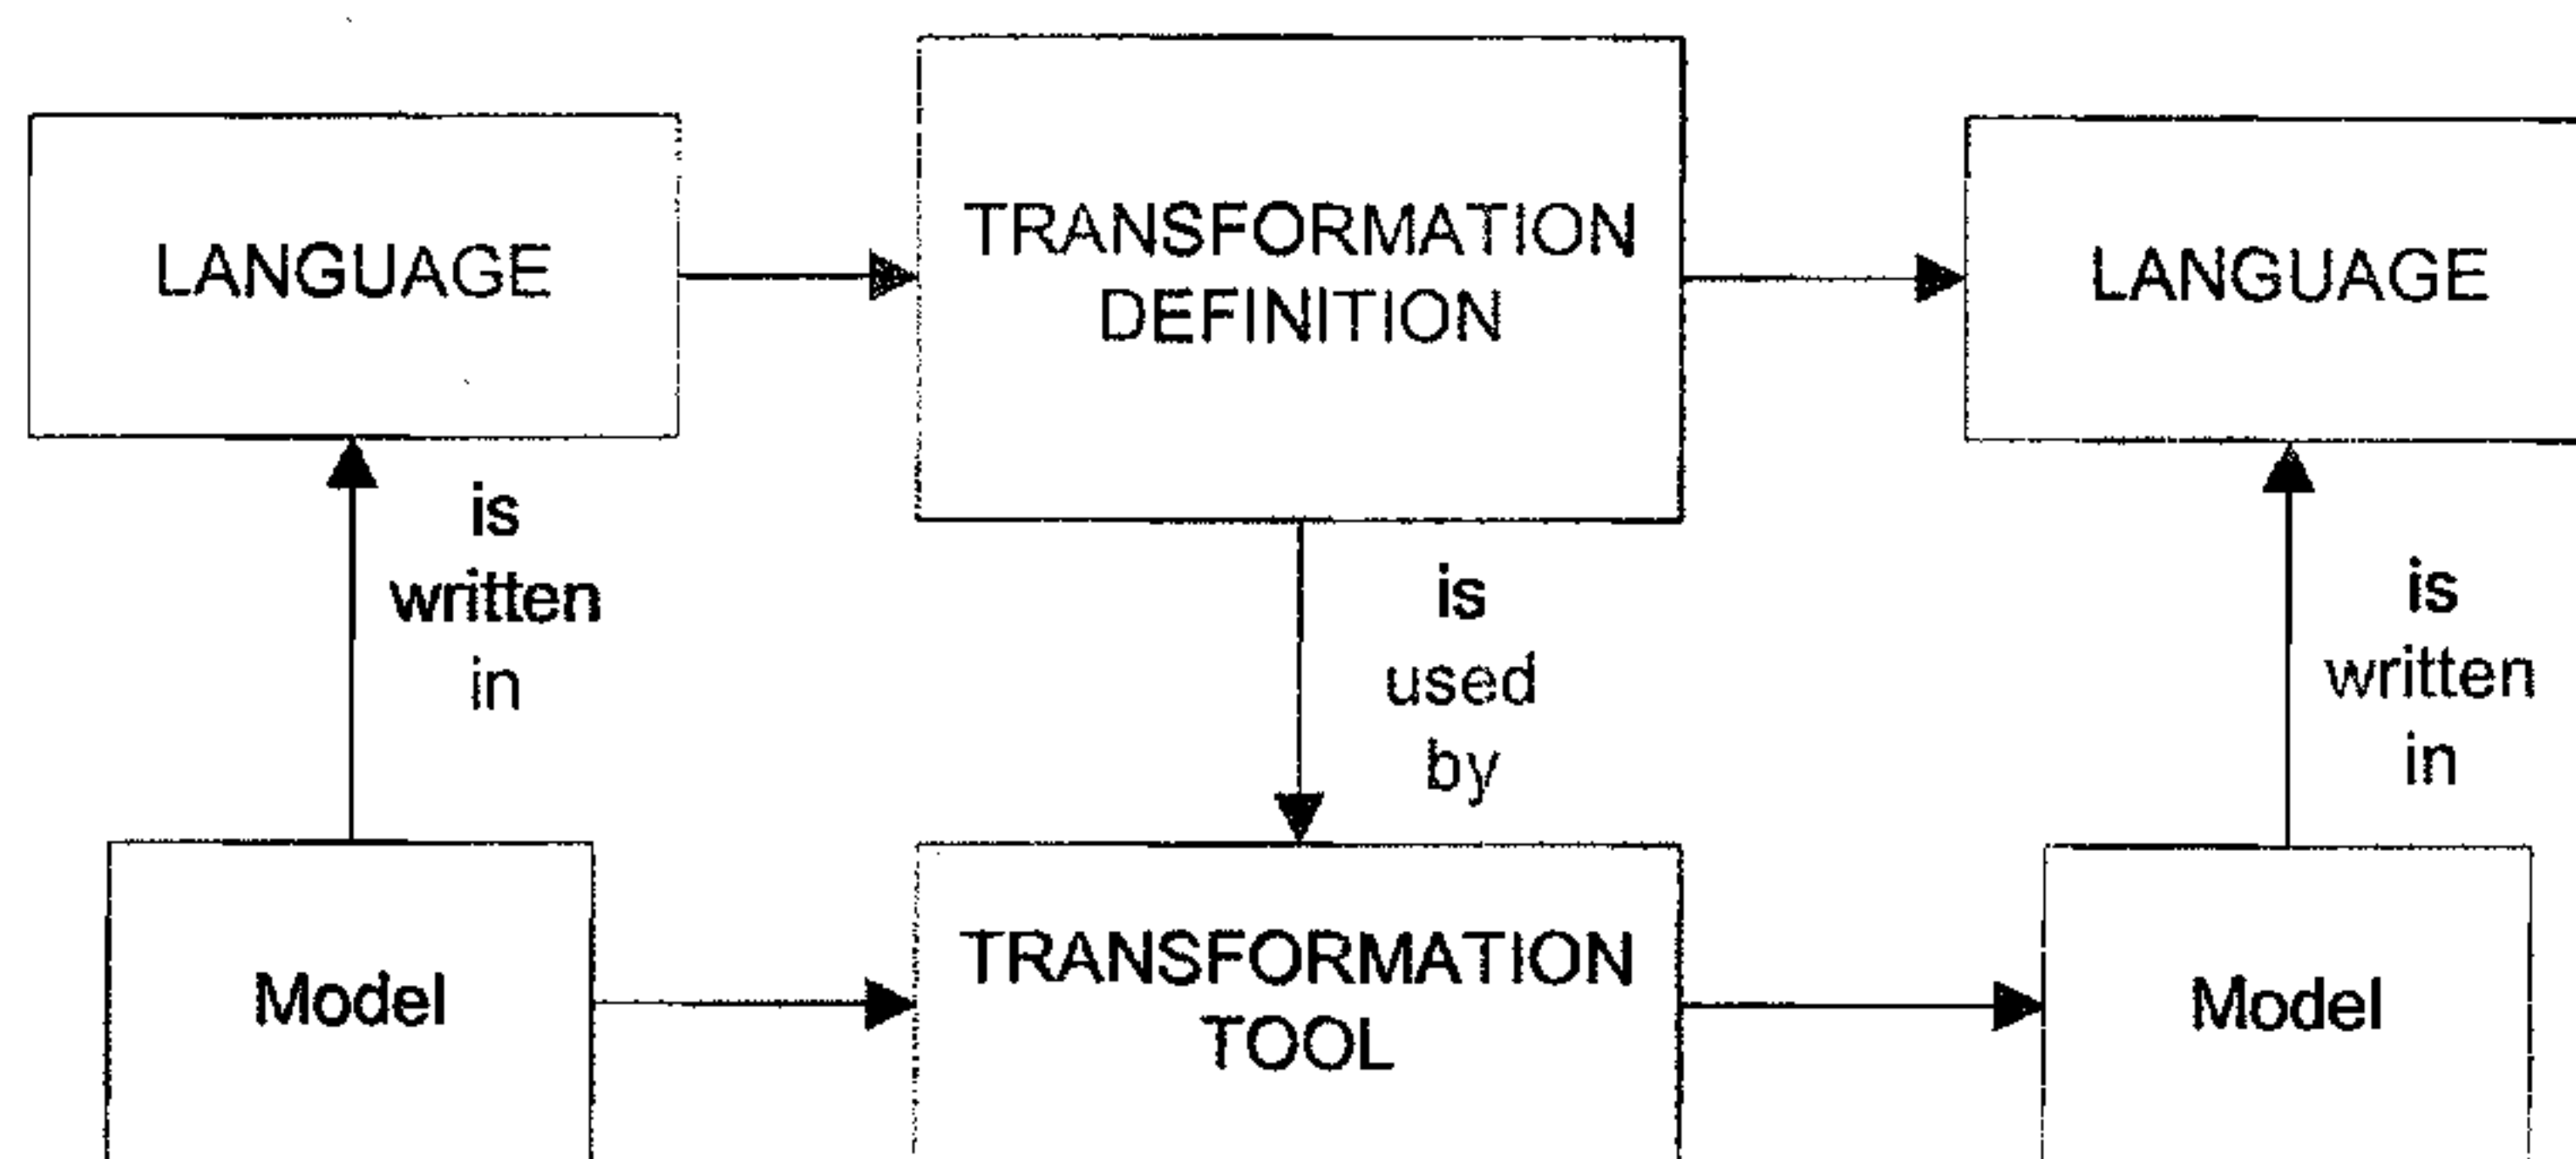 LANGUAGE
TRANSFORMATION
DEFINITION
LANGUAGE
is
written
in
is
used
by
is
written
in
Model
TRANSFORMATION
TOOL
Model